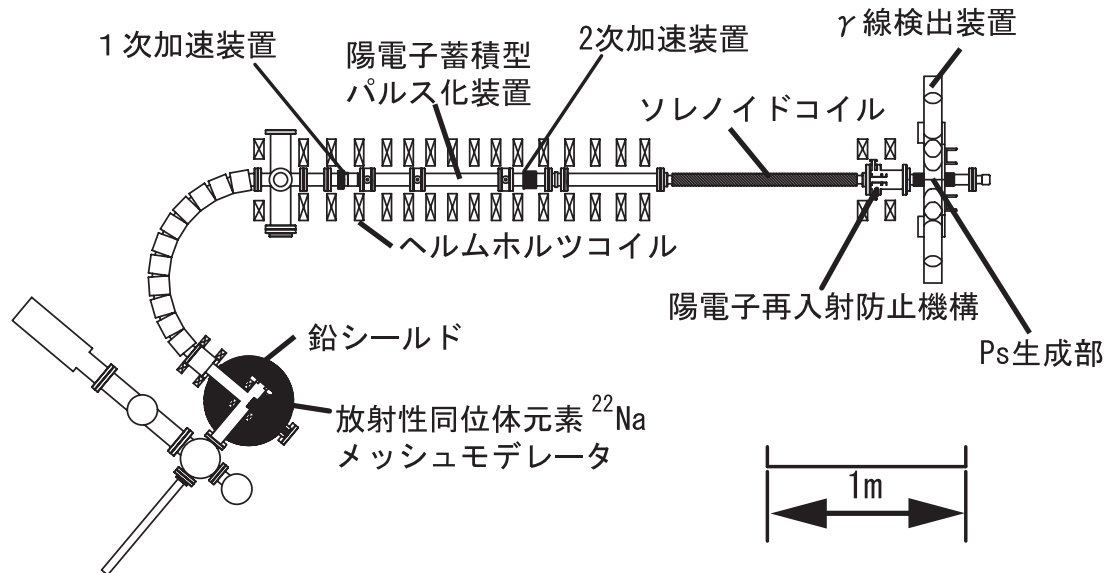 γ線検出装置
1次加速装置
陽電子蓄積型
パルス化装置
2次加速装置
ソレノイドコイル
ヘルムホルツコイル
陽電子再入射防止機構
Ps生成部
鉛シールド
放射性同位体元素 ²²Na
メッシュモデレータ
1m